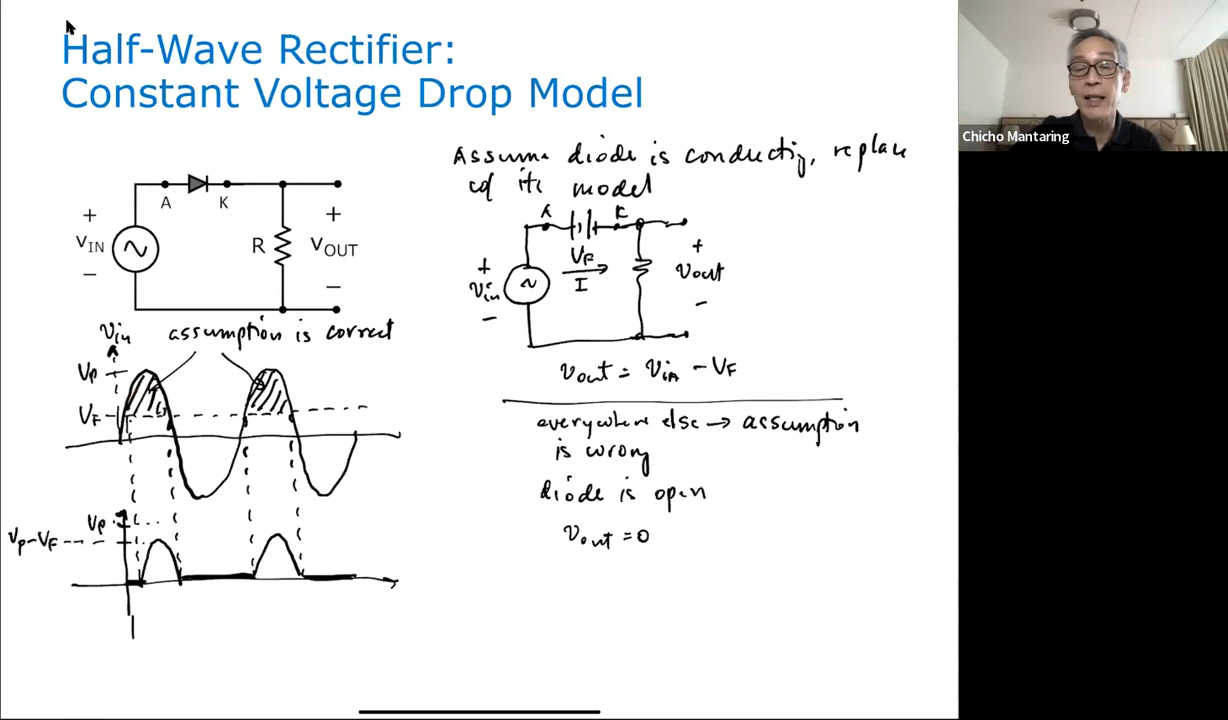 Half-Wave Rectifier:
Constant Voltage Drop Model
Chicho Mantaring
Assume diode is conducting, replace
w/ its model
A K
+
VIN
−
R
+
VOUT
−
A K
VF
I
+
vin
−
+
vout
−
vout = vin − VF
vin
assumption is correct
Vp
VF
everywhere else → assumption
is wrong
diode is open
vout = 0
Vp
Vp−VF